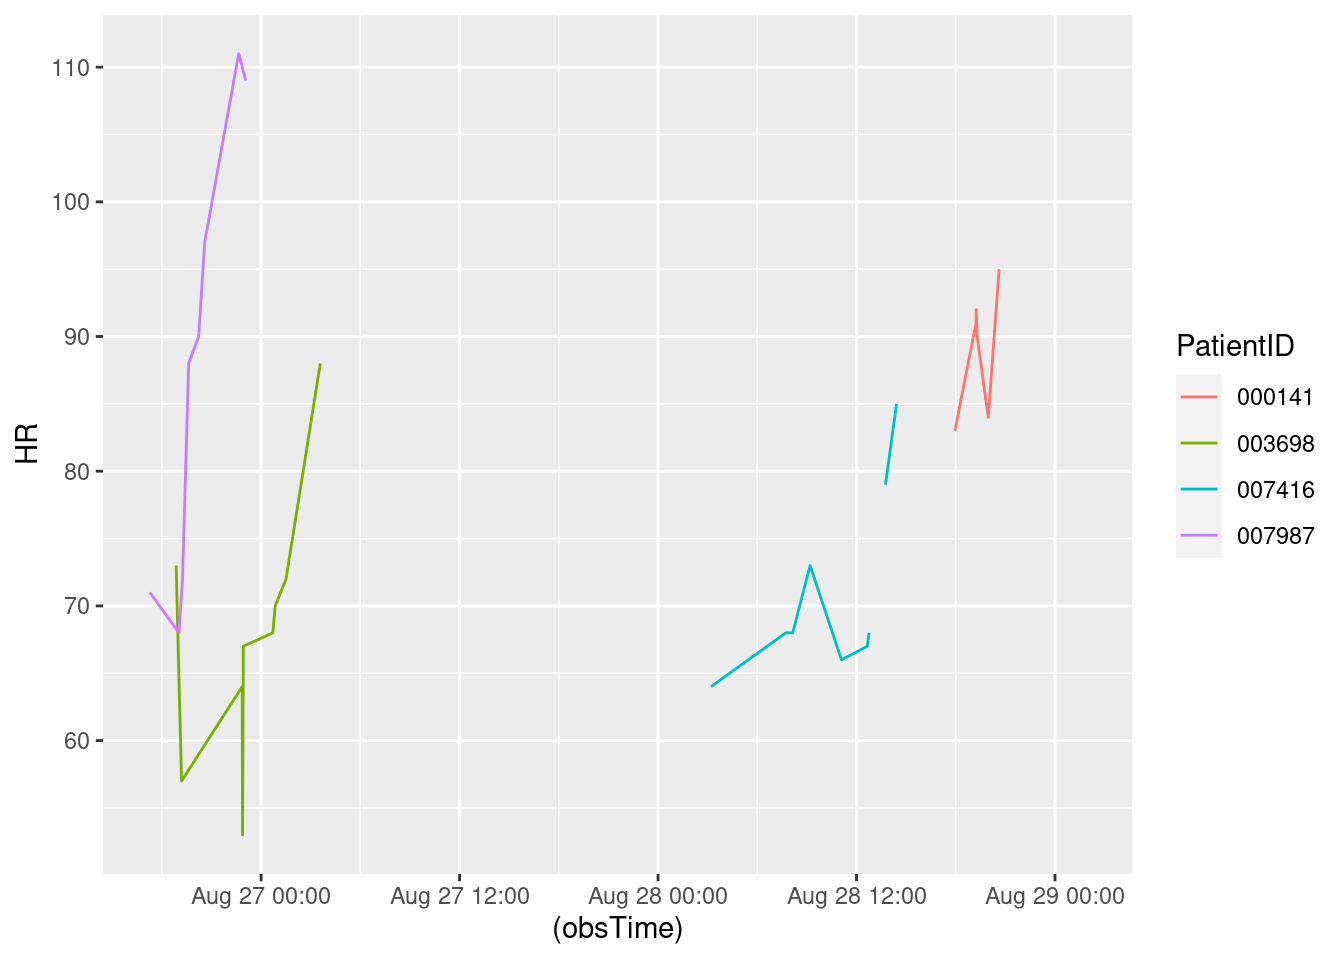 110
100
90
80
70
60
HR
Aug 27 00:00
Aug 27 12:00
Aug 28 00:00
Aug 28 12:00
Aug 29 00:00
(obsTime)
PatientID
000141
003698
007416
007987